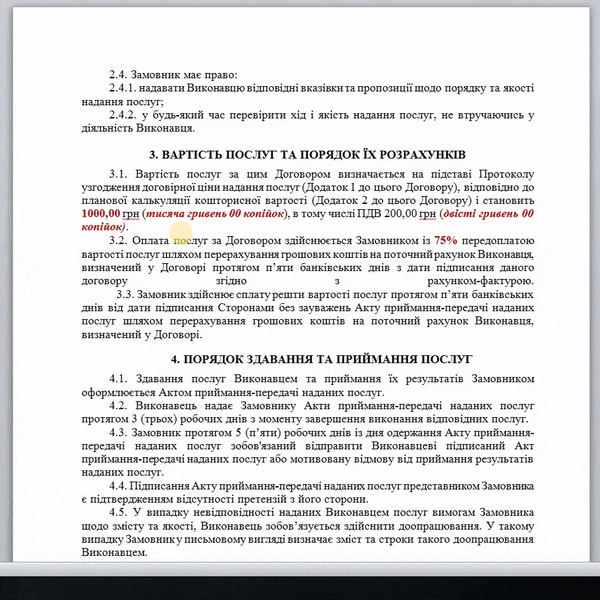 2.4. Замовник має право:
2.4.1. надавати Виконавцю відповідні вказівки та пропозиції щодо порядку та якості
надання послуг;
2.4.2. у будь-який час перевірити хід і якість надання послуг, не втручаючись у
діяльність Виконавця.
3. ВАРТІСТЬ ПОСЛУГ ТА ПОРЯДОК ЇХ РОЗРАХУНКІВ
3.1. Вартість послуг за цим Договором визначається на підставі Протоколу
узгодження договірної ціни надання послуг (Додаток 1 до цього Договору), відповідно до
планової калькуляції кошторисної вартості (Додаток 2 до цього Договору) і становить
1000,00 грн (тисяча гривень 00 копійок), в тому числі ПДВ 200,00 грн (двісті гривень 00
копійок).
3.2. Оплата послуг за Договором здійснюється Замовником із 75% передоплатою
вартості послуг шляхом перерахування грошових коштів на поточний рахунок Виконавця,
визначений у Договорі протягом п’яти банківських днів з дати підписання даного
договору згідно з рахунком-фактурою.
3.3. Замовник здійснює сплату решти вартості послуг протягом п’яти банківських
днів від дати підписання Сторонами без зауважень Акту приймання-передачі наданих
послуг шляхом перерахування грошових коштів на поточний рахунок Виконавця,
визначений у Договорі.
4. ПОРЯДОК ЗДАВАННЯ ТА ПРИЙМАННЯ ПОСЛУГ
4.1. Здавання послуг Виконавцем та приймання їх результатів Замовником
оформлюється Актом приймання-передачі наданих послуг.
4.2. Виконавець надає Замовнику Акти приймання-передачі наданих послуг
протягом 3 (трьох) робочих днів з моменту завершення виконання відповідних послуг.
4.3. Замовник протягом 5 (п’яти) робочих днів із дня одержання Акту приймання-
передачі наданих послуг зобов'язаний відправити Виконавцеві підписаний Акт
приймання-передачі наданих послуг або мотивовану відмову від приймання результатів
наданих послуг.
4.4. Підписання Акту приймання-передачі наданих послуг представником Замовника
є підтвердженням відсутності претензій з його сторони.
4.5. У випадку невідповідності наданих Виконавцем послуг вимогам Замовника
щодо змісту та якості, Виконавець зобов’язується здійснити доопрацювання. У такому
випадку Замовник у письмовому вигляді визначає зміст та строки такого доопрацювання
Виконавцем.